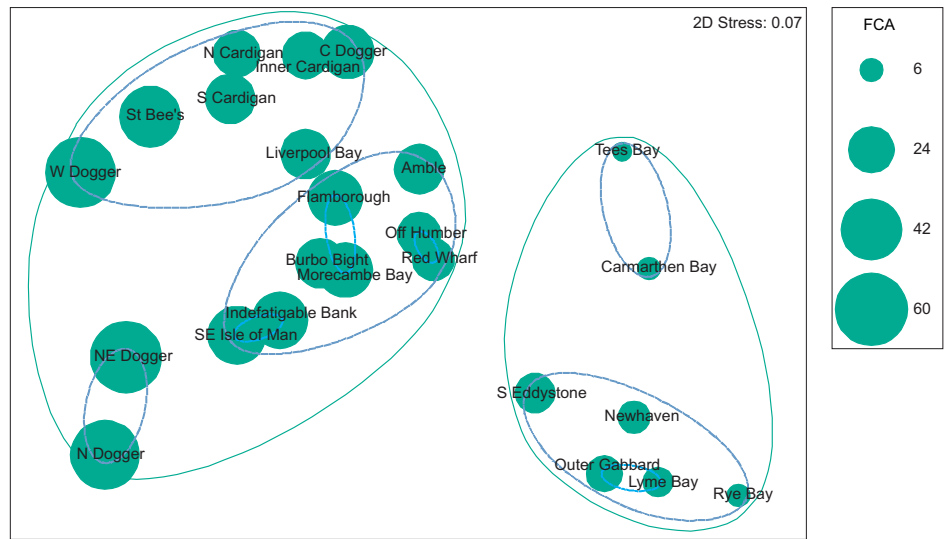 2D Stress: 0.07
FCA
N Cardigan
C Dogger
Inner Cardigan
6
S Cardigan
St Bee's
Liverpool Bay
Tees Bay
24
W Dogger
Amble
Flamborough
Off Humber
42
Red Wharf
Burbo Bight
Morecambe Bay
Carmarthen Bay
Indefatigable Bank
60
SE Isle of Man
NE Dogger
S Eddystone
Newhaven
N Dogger
Outer Gabbard
Lyme Bay
Rye Bay